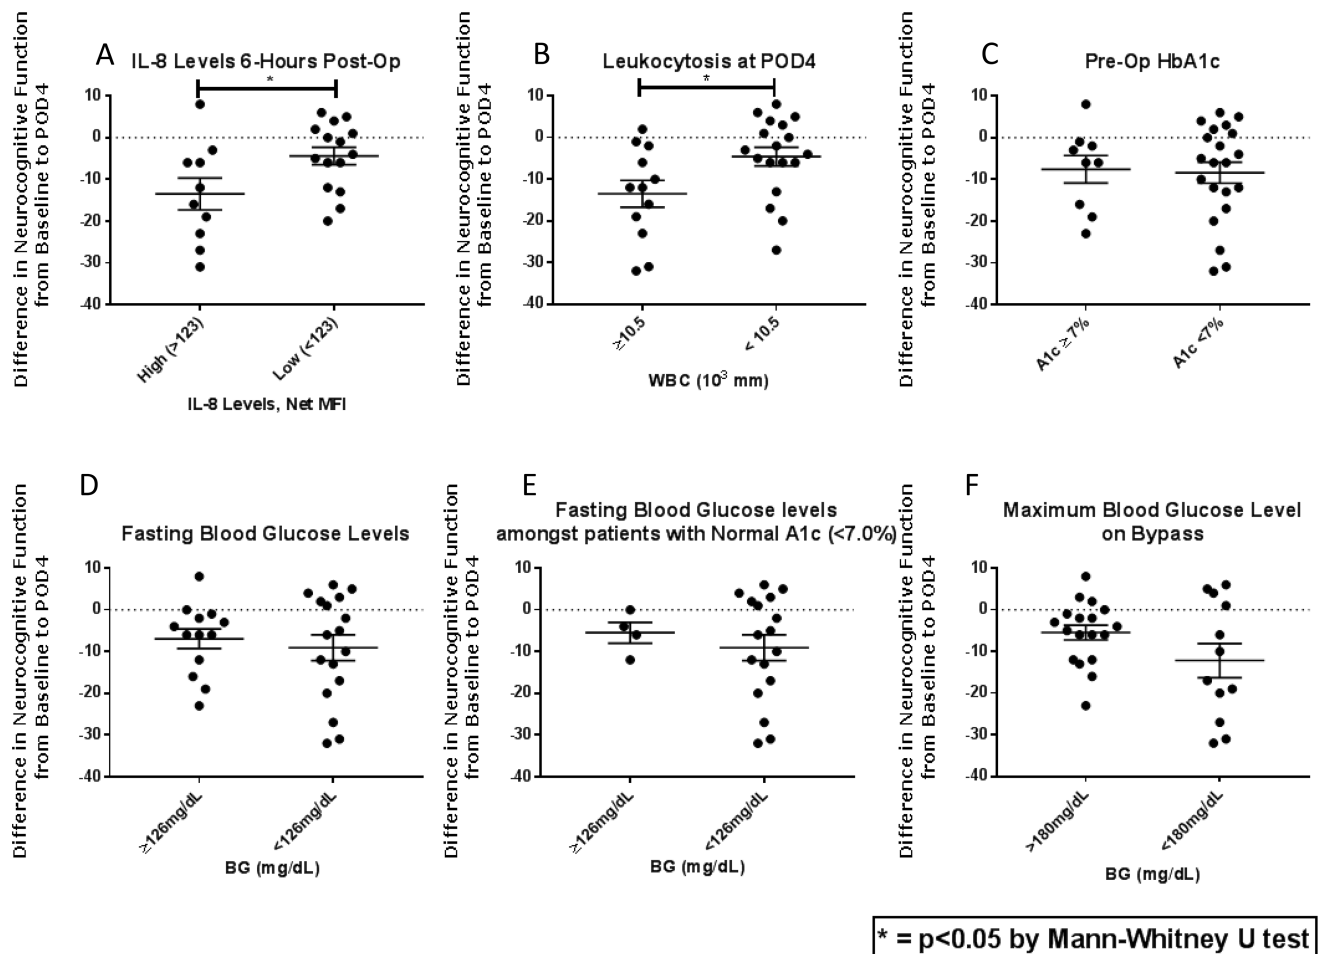 A
IL-8 Levels 6-Hours Post-Op
*
Difference in Neurocognitive Function
from Baseline to POD4
10
0
-10
-20
-30
-40
High (>123)
Low (<123)
IL-8 Levels, Net MFI
B
Leukocytosis at POD4
*
Difference in Neurocognitive Function
from Baseline to POD4
10
0
-10
-20
-30
-40
≥10.5
< 10.5
WBC (10³ mm)
C
Pre-Op HbA1c
Difference in Neurocognitive Function
from Baseline to POD4
10
0
-10
-20
-30
-40
A1c ≥ 7%
A1c <7%
D
Fasting Blood Glucose Levels
Difference in Neurocognitive Function
from Baseline to POD4
10
0
-10
-20
-30
-40
≥126mg/dL
<126mg/dL
BG (mg/dL)
E
Fasting Blood Glucose levels
amongst patients with Normal A1c (<7.0%)
Difference in Neurocognitive Function
from Baseline to POD4
10
0
-10
-20
-30
-40
≥126mg/dL
<126mg/dL
BG (mg/dL)
F
Maximum Blood Glucose Level
on Bypass
Difference in Neurocognitive Function
from Baseline to POD4
10
0
-10
-20
-30
-40
>180mg/dL
<180mg/dL
BG (mg/dL)
* = p<0.05 by Mann-Whitney U test